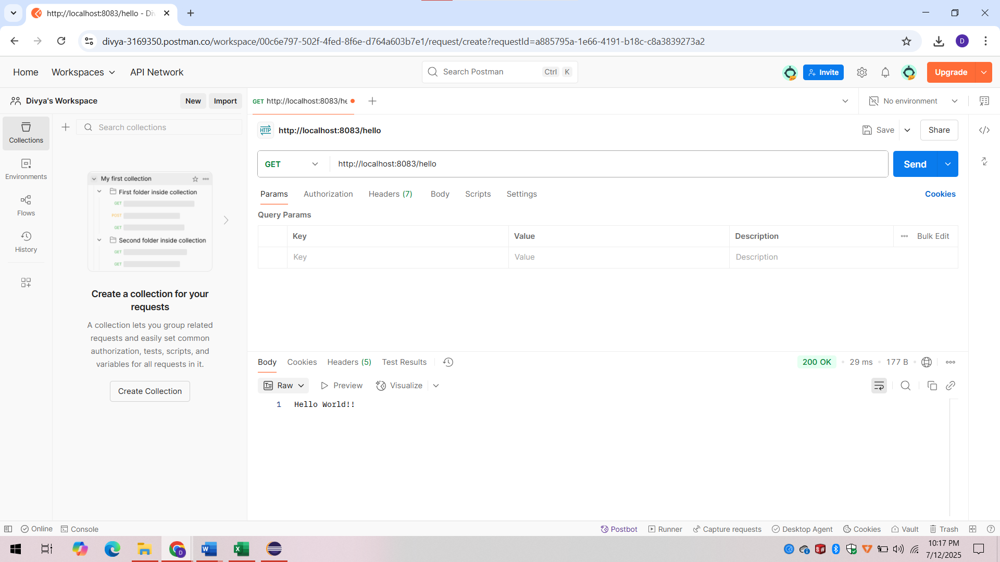 http://localhost:8083/hello - Di
divya-3169350.postman.co/workspace/00c6e797-502f-4fed-8f6e-d764a603b7e1/request/create?requestId=a885795a-1e66-4191-b18c-c8a3839273a2
D
Home Workspaces API Network
Search Postman Ctrl K
Invite Upgrade
Divya's Workspace New Import
GET http://localhost:8083/he
No environment
Collections
Search collections
HTTP http://localhost:8083/hello
Save Share
Environments
GET http://localhost:8083/hello
Send
My first collection
First folder inside collection
GET
POST
GET
Second folder inside collection
GET
GET
Flows
History
Params Authorization Headers (7) Body Scripts Settings Cookies
Query Params
Key Value Description Bulk Edit
Key Value Description
Create a collection for your
requests
A collection lets you group related
requests and easily set common
authorization, tests, scripts, and
variables for all requests in it.
Create Collection
Body Cookies Headers (5) Test Results
200 OK 29 ms 177 B
Raw Preview Visualize
1 Hello World!!
Online Console
Postbot Runner Capture requests Desktop Agent Cookies Vault Trash
10:17 PM
7/12/2025